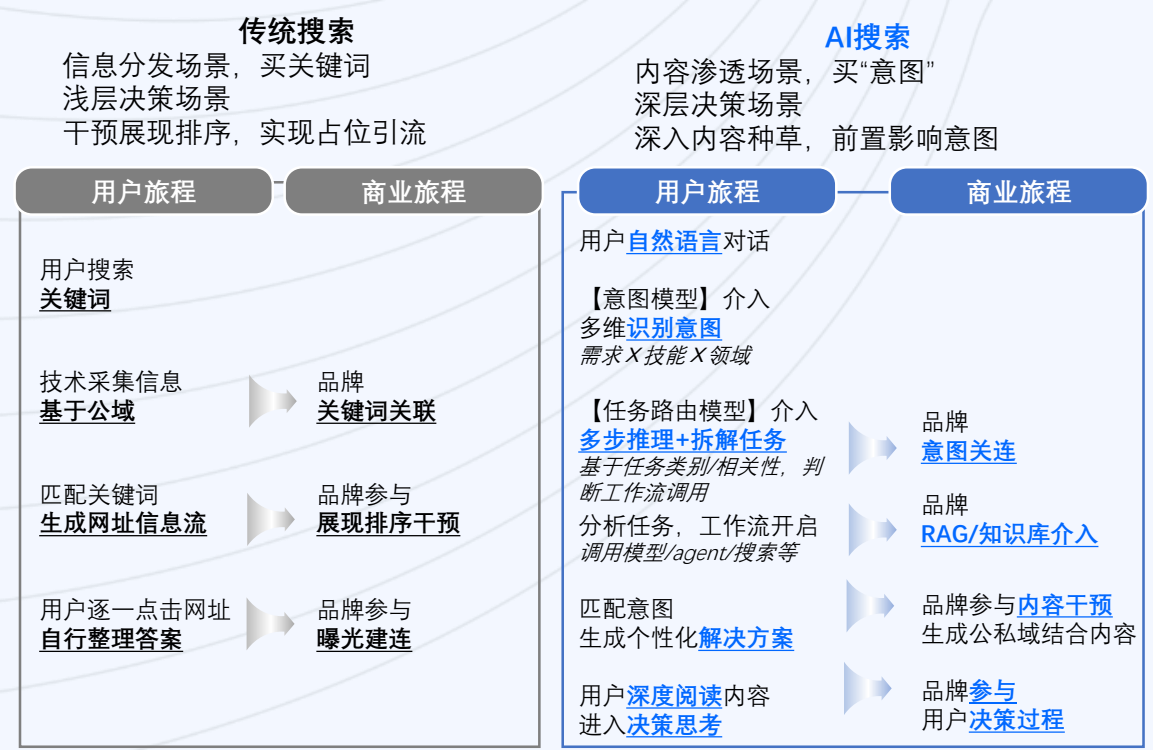 传统搜索
信息分发场景，买关键词
浅层决策场景
干预展现排序，实现占位引流
用户旅程
商业旅程
用户搜索
关键词
技术采集信息
基于公域
品牌
关键词关联
匹配关键词
生成网址信息流
品牌参与
展现排序干预
用户逐一点击网址
自行整理答案
品牌参与
曝光建连
AI搜索
内容渗透场景，买“意图”
深层决策场景
深入内容种草，前置影响意图
用户旅程
商业旅程
用户自然语言对话
【意图模型】介入
多维识别意图
需求X技能X领域
【任务路由模型】介入
多步推理+拆解任务
基于任务类别/相关性，判
断工作流调用
品牌
意图关连
分析任务，工作流开启
调用模型/agent/搜索等
品牌
RAG/知识库介入
匹配意图
生成个性化解决方案
品牌参与内容干预
生成公私域结合内容
用户深度阅读内容
进入决策思考
品牌参与
用户决策过程